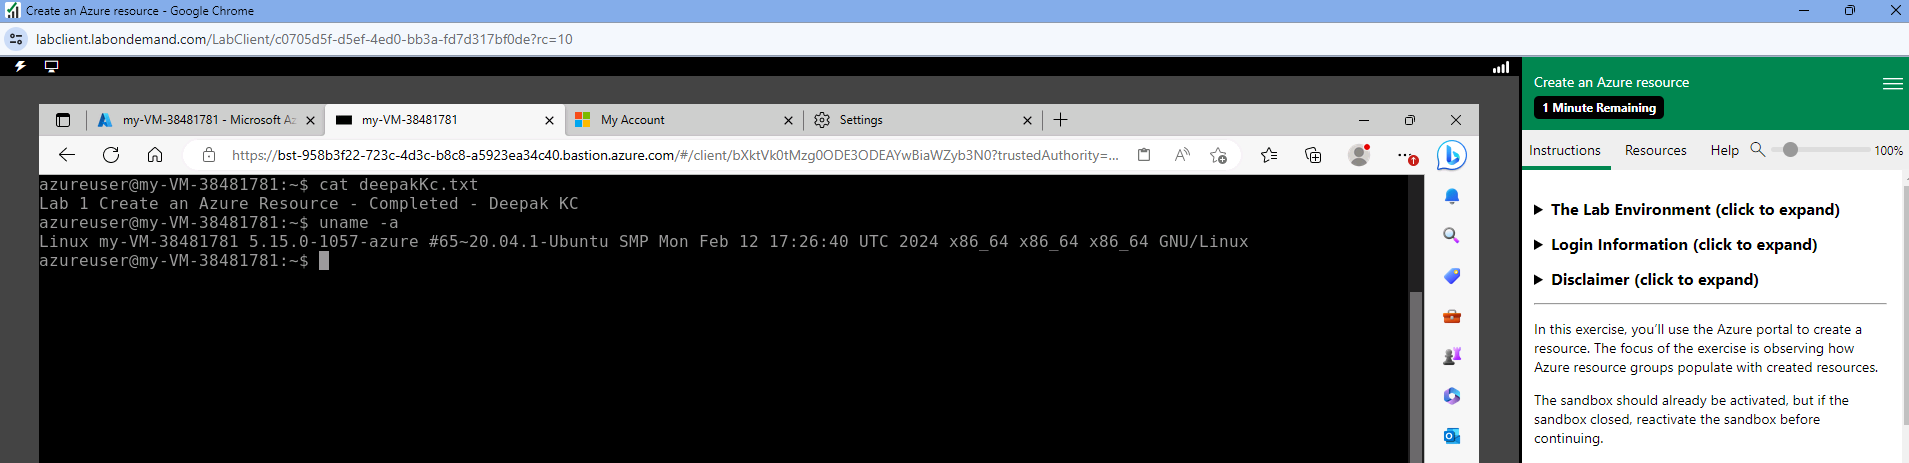 Create an Azure resource - Google Chrome
labclient.labondemand.com/LabClient/c0705d5f-d5ef-4ed0-bb3a-fd7d317bf0de?rc=10
my-VM-38481781 - Microsoft Az
my-VM-38481781
My Account
Settings
https://bst-958b3f22-723c-4d3c-b8c8-a5923ea34c40.bastion.azure.com/#/client/bXktVk0tMzg0ODE3ODEAYwBiaWZyb3N0?trustedAuthority=...
azureuser@my-VM-38481781:~$ cat deepakKc.txt
Lab 1 Create an Azure Resource - Completed - Deepak KC
azureuser@my-VM-38481781:~$ uname -a
Linux my-VM-38481781 5.15.0-1057-azure #65~20.04.1-Ubuntu SMP Mon Feb 12 17:26:40 UTC 2024 x86_64 x86_64 x86_64 GNU/Linux
azureuser@my-VM-38481781:~$
Create an Azure resource
1 Minute Remaining
Instructions Resources Help 100%
The Lab Environment (click to expand)
Login Information (click to expand)
Disclaimer (click to expand)
In this exercise, you'll use the Azure portal to create a
resource. The focus of the exercise is observing how
Azure resource groups populate with created resources.
The sandbox should already be activated, but if the
sandbox closed, reactivate the sandbox before
continuing.